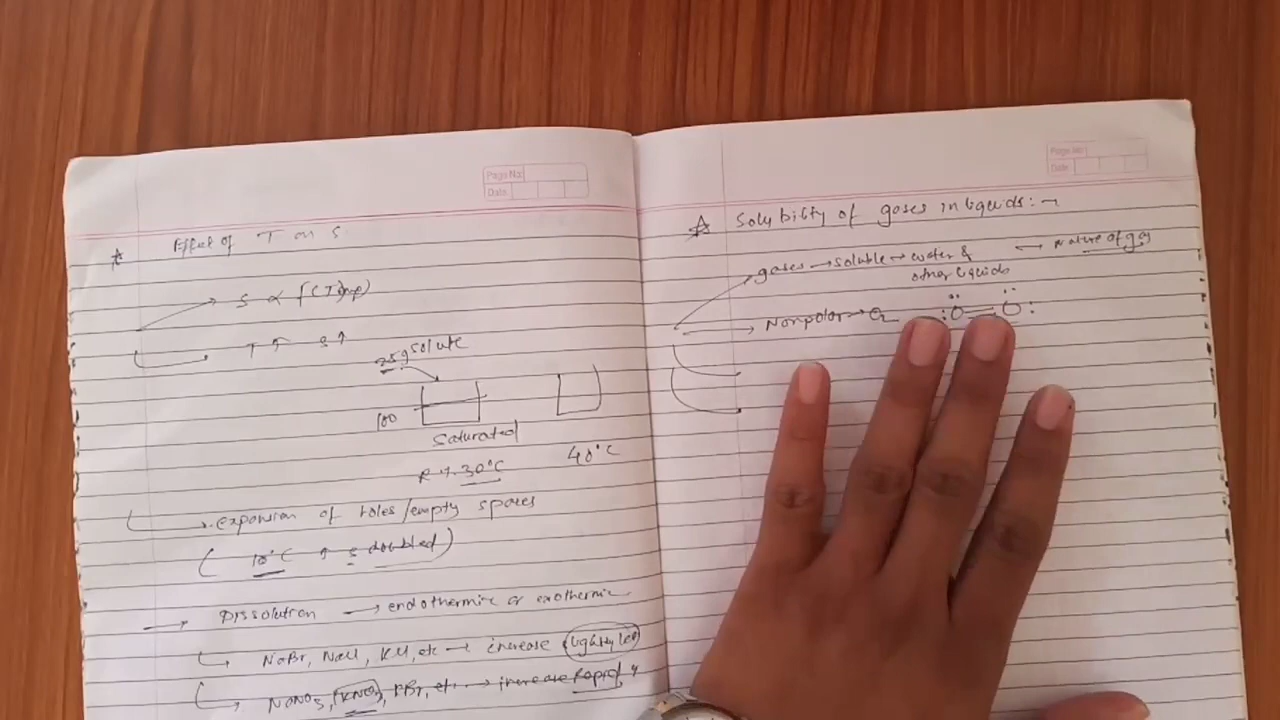 Page No:
Date:
Effect of T on S
S ∝ f(Temp)
T↑ s↑
25g solute
100
Saturated
R.T. 30°C
40°C
expansion of holes/empty spaces
( 10°C ↑ s doubled)
Dissolution → endothermic or exothermic
NaBr, NaCl, KCl, etc → increase
NaNO3, (KNO3), KBr, etc → increase Rapidly
Page No:
Date:
Solubility of gases in liquids:-
gases → soluble → water & → Nature of gas
other liquids
Nonpolar → O2 :O=O: